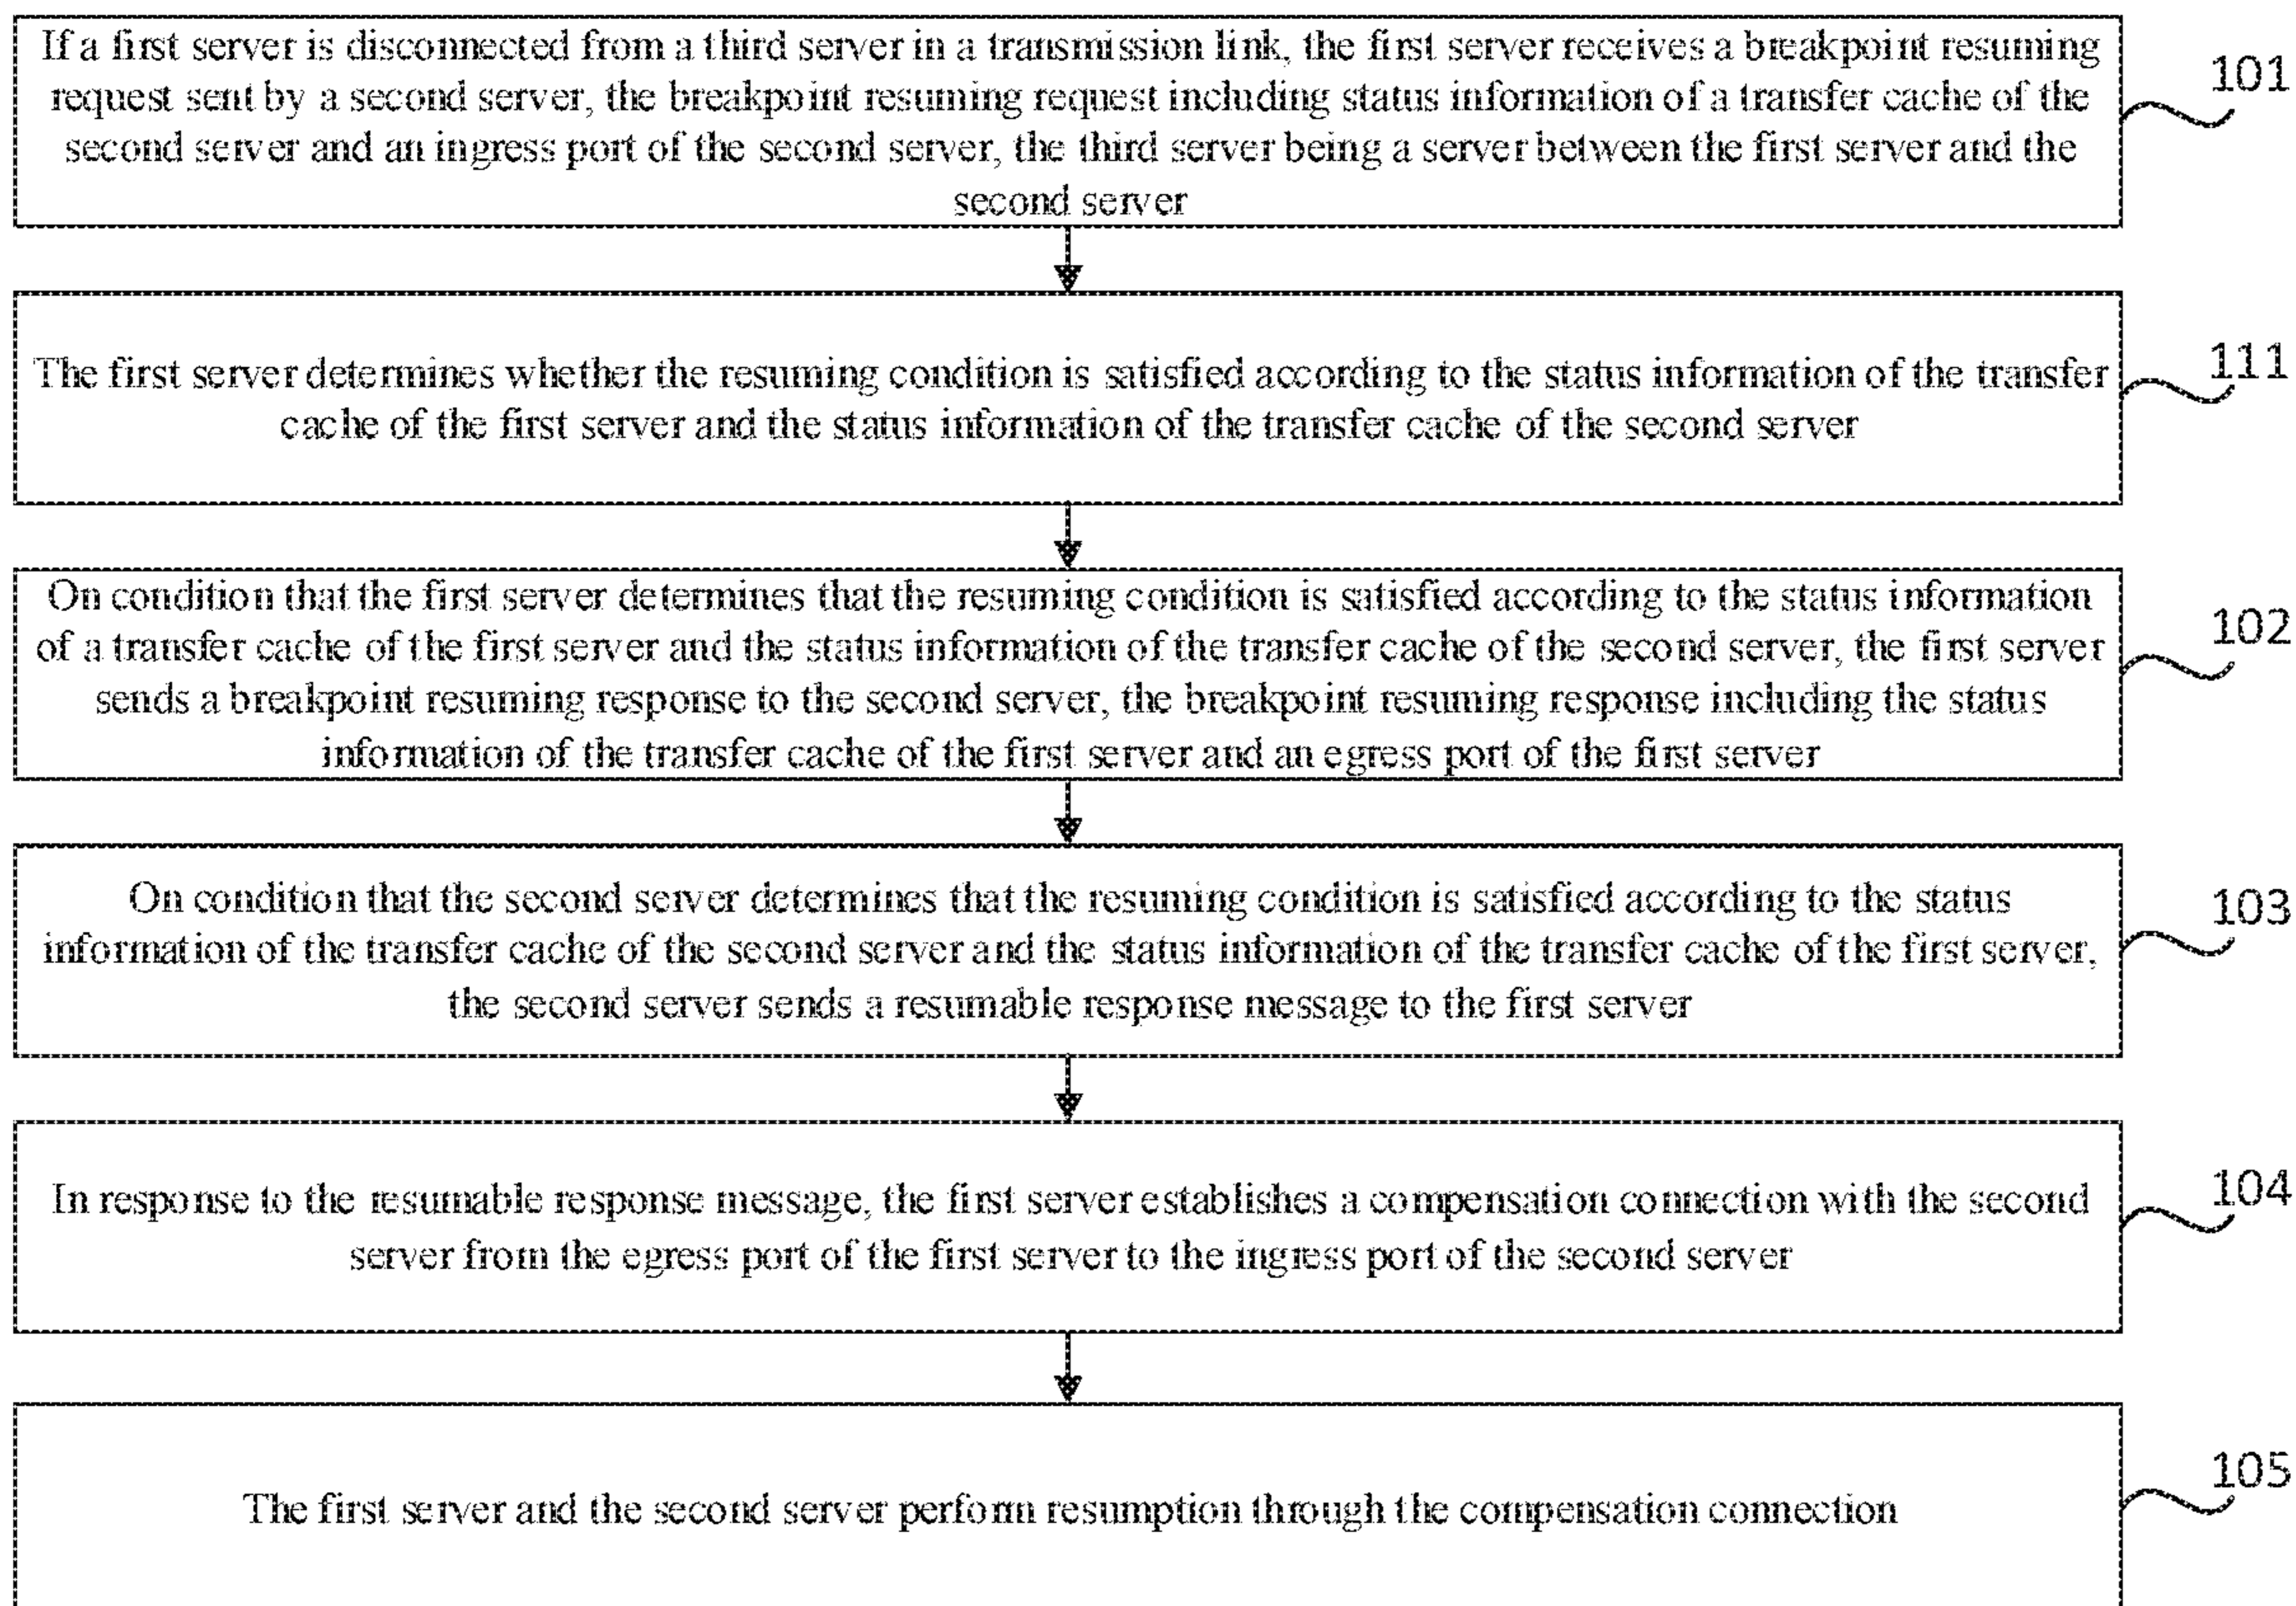 If a first server is disconnected from a third server in a transmission link, the first server receives a breakpoint resuming
request sent by a second server, the breakpoint resuming request including status information of a transfer cache of the
second server and an ingress port of the second server, the third server being a server between the first server and the
second server
101
The first server determines whether the resuming condition is satisfied according to the status information of the transfer
cache of the first server and the status information of the transfer cache of the second server
111
On condition that the first server determines that the resuming condition is satisfied according to the status information
of a transfer cache of the first server and the status information of the transfer cache of the second server, the first server
sends a breakpoint resuming response to the second server, the breakpoint resuming response including the status
information of the transfer cache of the first server and an egress port of the first server
102
On condition that the second server determines that the resuming condition is satisfied according to the status
information of the transfer cache of the second server and the status information of the transfer cache of the first server,
the second server sends a resumable response message to the first server
103
In response to the resumable response message, the first server establishes a compensation connection with the second
server from the egress port of the first server to the ingress port of the second server
104
The first server and the second server perform resumption through the compensation connection
105